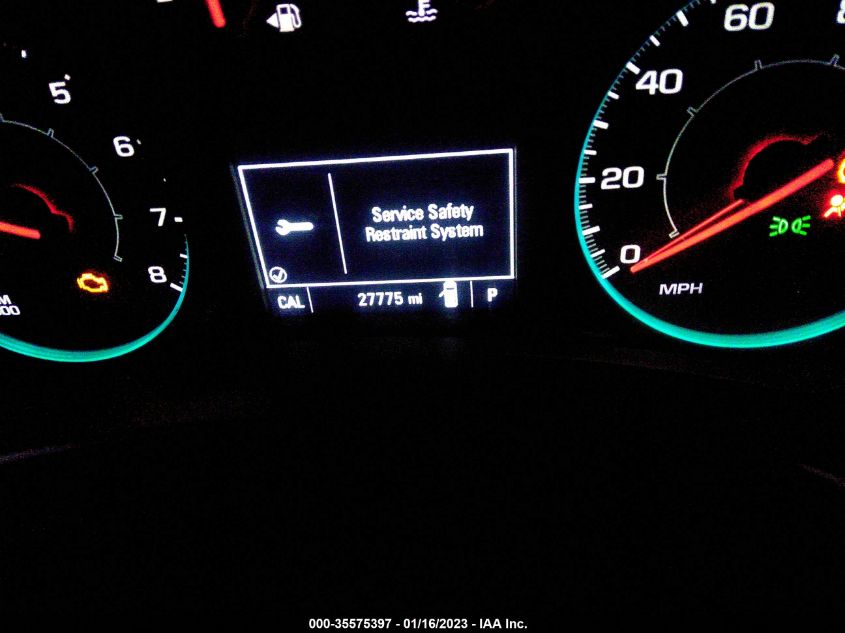 60
5
40
6
20
7
Service Safety
Restraint System
0
8
CAL
27775 mi
P
MPH
000-35575397 - 01/16/2023 - IAA Inc.